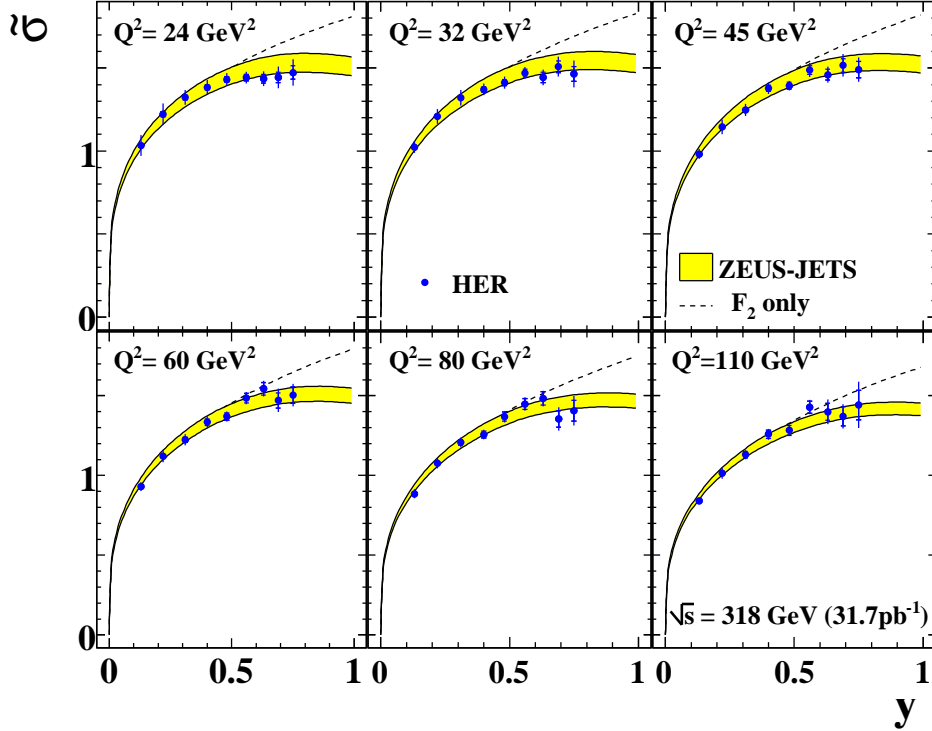 σ̃
Q²= 24 GeV²
Q²= 32 GeV²
Q²= 45 GeV²
1
HER
ZEUS-JETS
F₂ only
0
Q²= 60 GeV²
Q²= 80 GeV²
Q²=110 GeV²
1
√s = 318 GeV (31.7pb⁻¹)
0
0 0.5 1 0 0.5 1 0 0.5 1
y